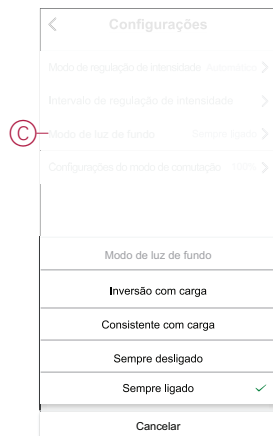 Configurações
Modo de regulação de intensidade Automático
Intervalo de regulação de intensidade
C
Modo de luz de fundo Sempre ligado
Configurações do modo de comutação 100%
Modo de luz de fundo
Inversão com carga
Consistente com carga
Sempre desligado
Sempre ligado
Cancelar